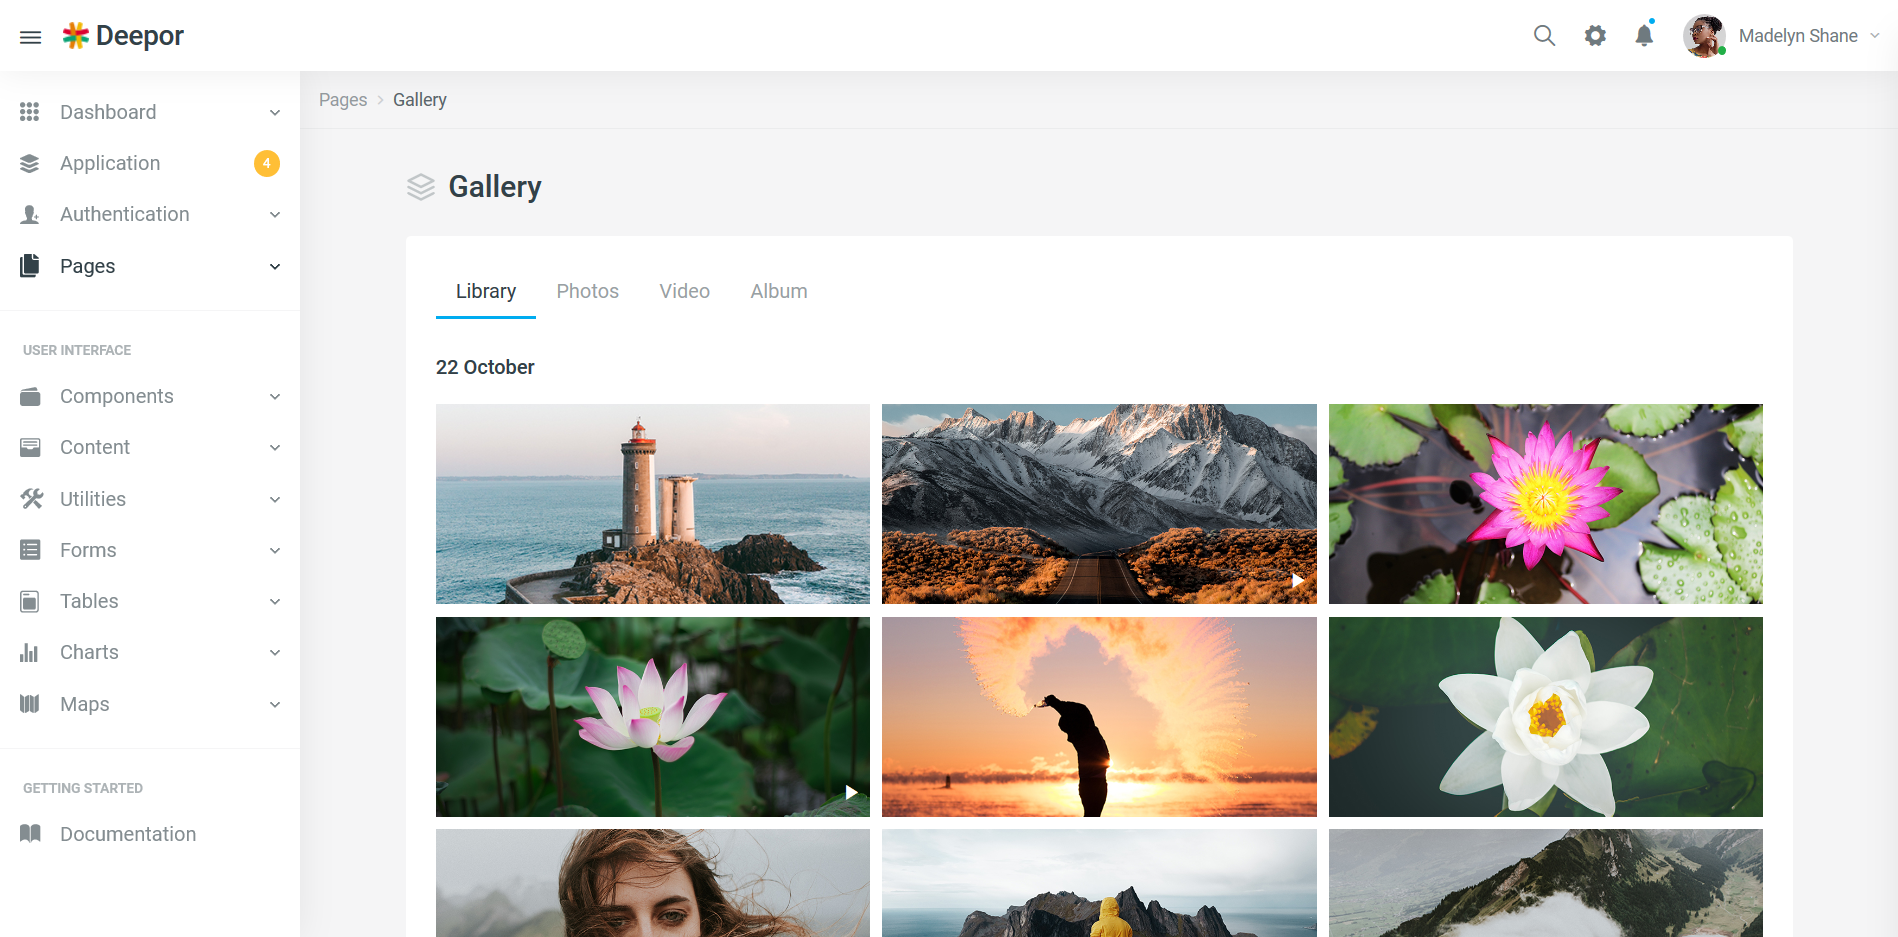 Deepor
Madelyn Shane
Dashboard
Application
4
Authentication
Pages
USER INTERFACE
Components
Content
Utilities
Forms
Tables
Charts
Maps
GETTING STARTED
Documentation
Pages > Gallery
Gallery
Library Photos Video Album
22 October